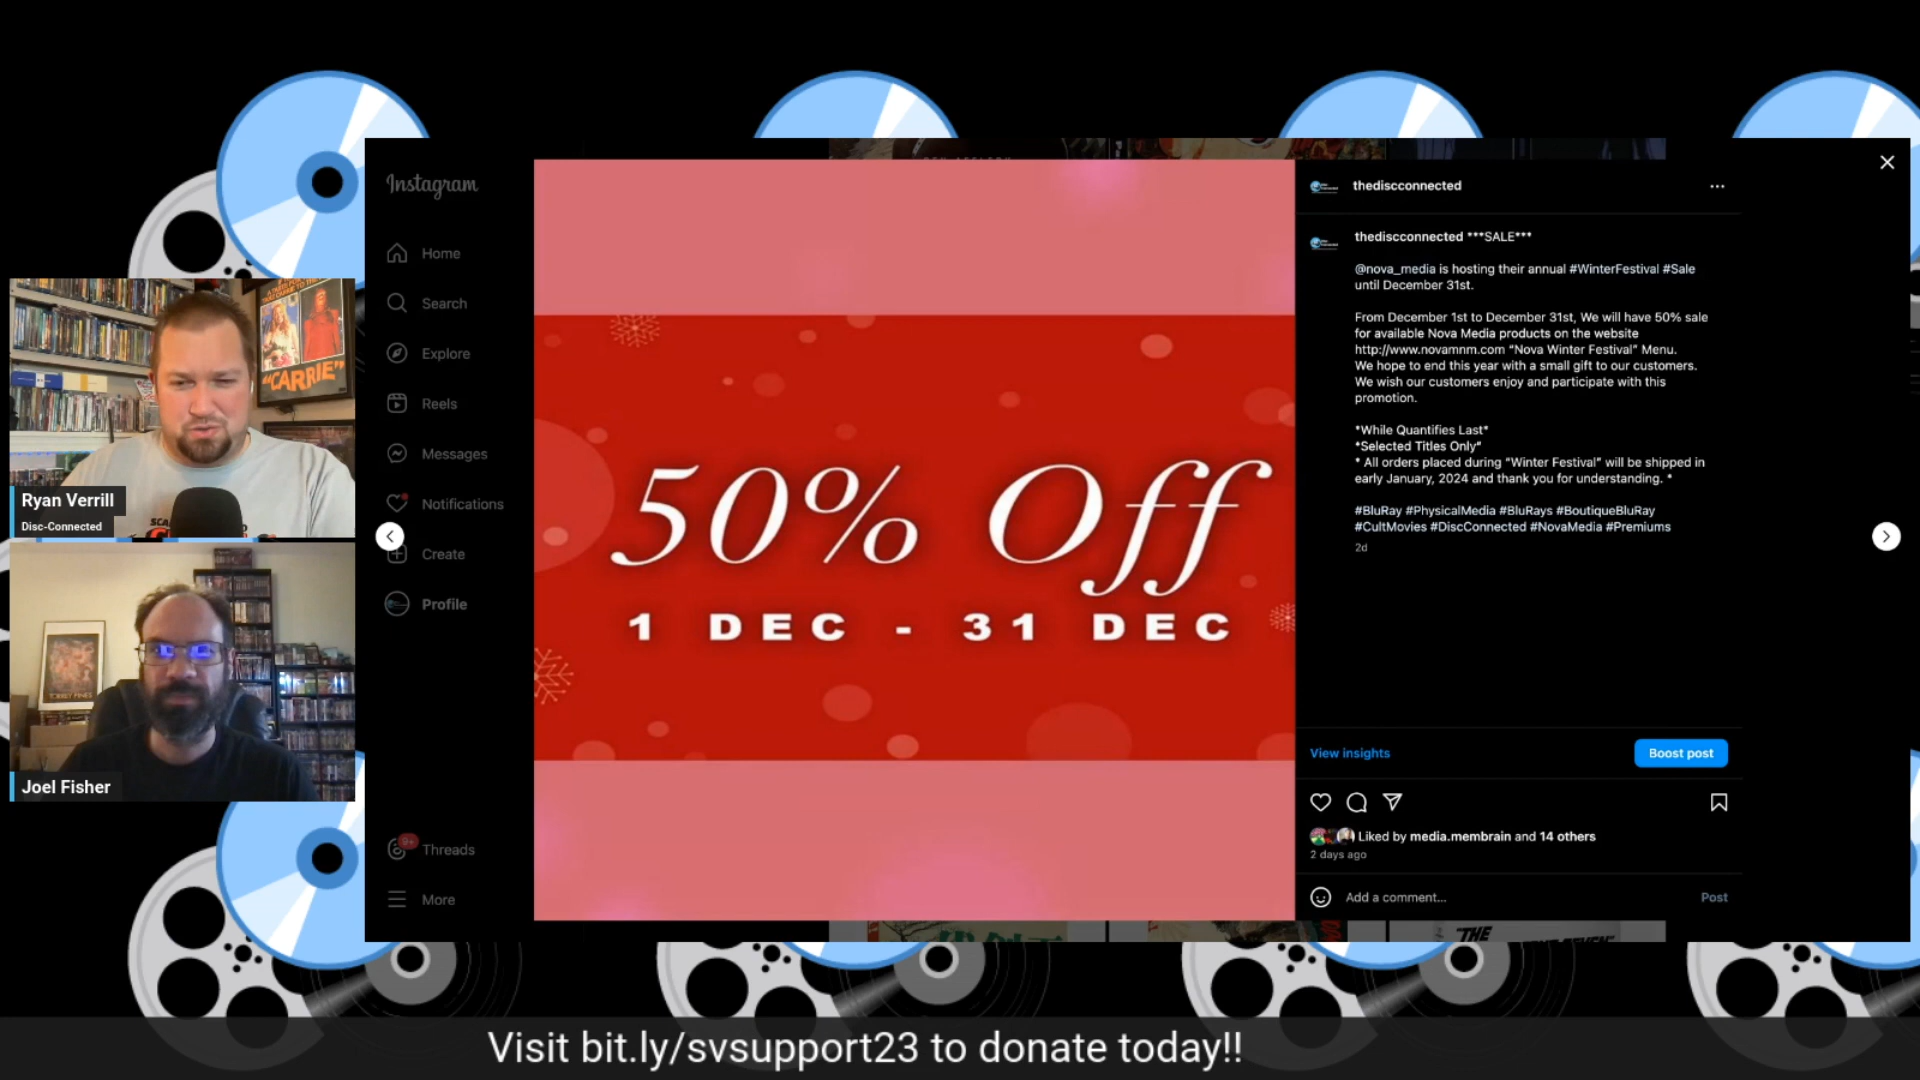 Instagram
Home
Search
Explore
Reels
Messages
Notifications
Create
Profile
9+
Threads
More
"CARRIE"
Ryan Verrill
Disc-Connected
TORREY PINES
Joel Fisher
50% Off
1 DEC - 31 DEC
thediscconnected
thediscconnected ***SALE***
@nova_media is hosting their annual #WinterFestival #Sale
until December 31st.
From December 1st to December 31st, We will have 50% sale
for available Nova Media products on the website
http://www.novamnm.com “Nova Winter Festival” Menu.
We hope to end this year with a small gift to our customers.
We wish our customers enjoy and participate with this
promotion.
*While Quantifies Last*
*Selected Titles Only*
* All orders placed during “Winter Festival” will be shipped in
early January, 2024 and thank you for understanding. *
#BluRay #PhysicalMedia #BluRays #BoutiqueBluRay
#CultMovies #DiscConnected #NovaMedia #Premiums
2d
View insights
Boost post
Liked by media.membrain and 14 others
2 days ago
Add a comment...
Post
THE
Visit bit.ly/svsupport23 to donate today!!